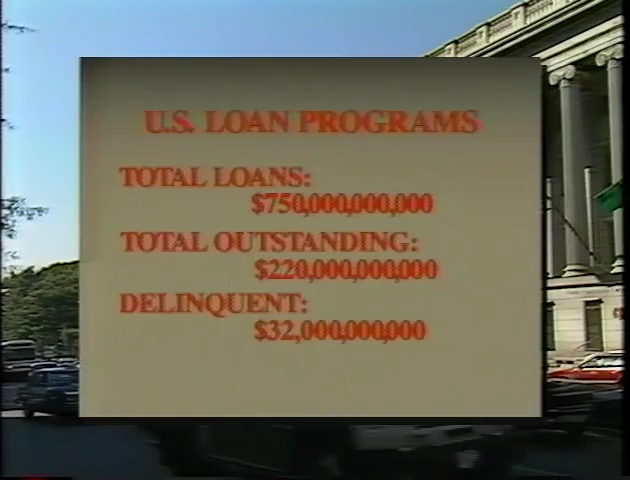 U.S. LOAN PROGRAMS
TOTAL LOANS:
$750,000,000,000
TOTAL OUTSTANDING:
$220,000,000,000
DELINQUENT:
$32,000,000,000